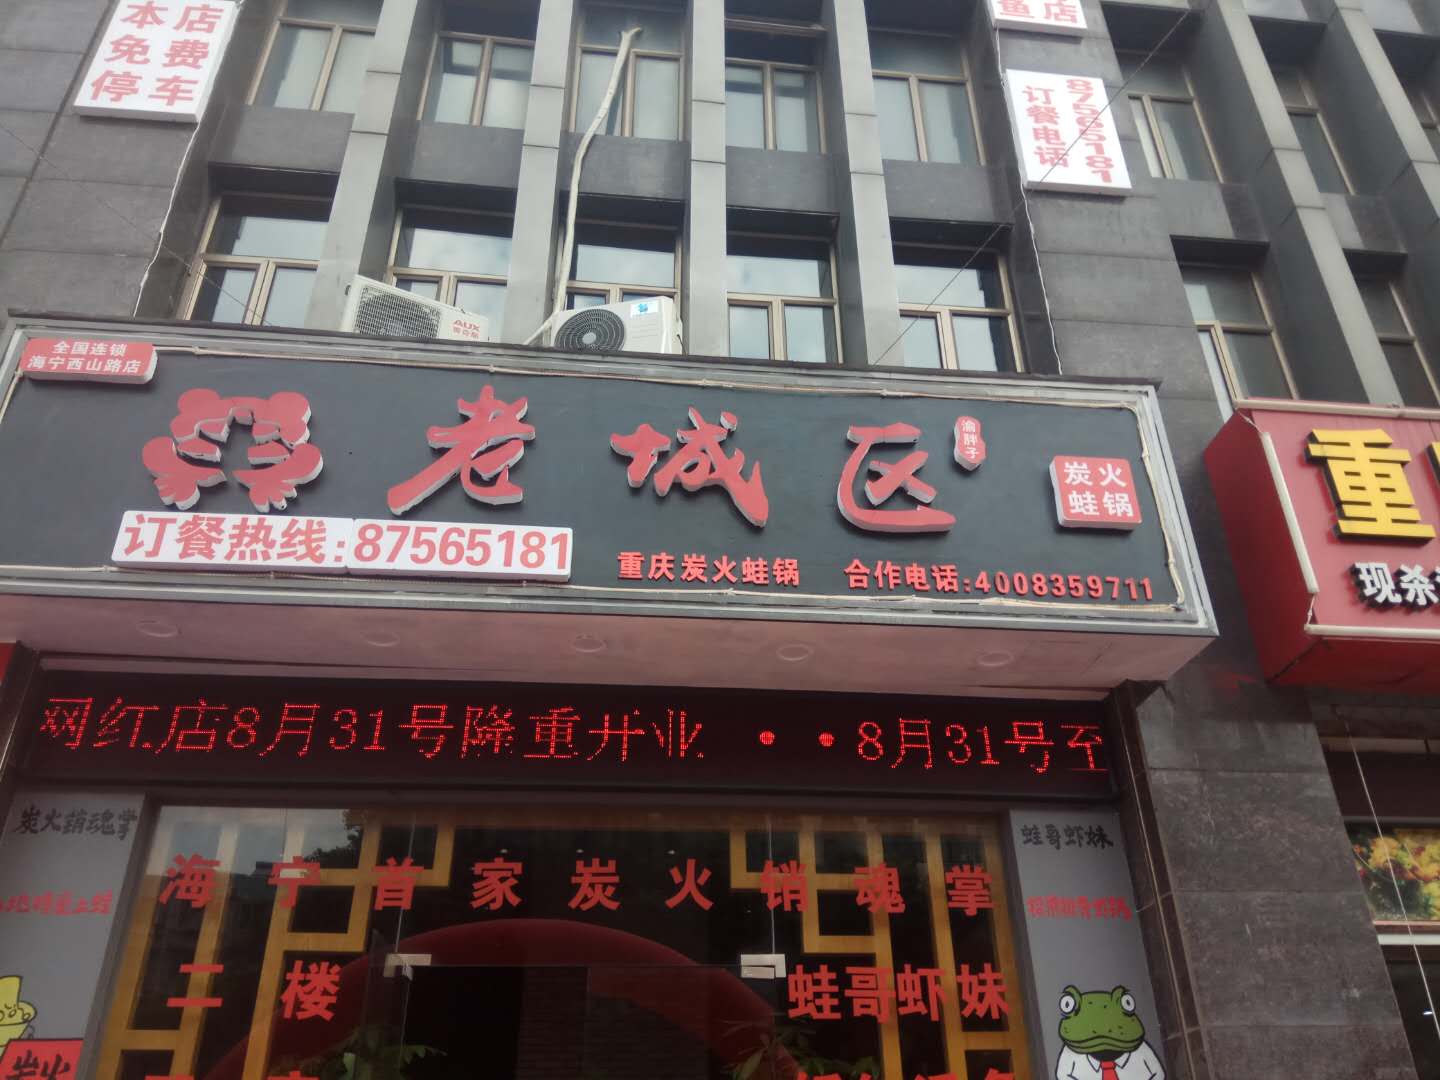 本店
免费
停车
鱼店
订餐电话
87565181
AUX
全国连锁
海宁西山路店
老城区
渝胖子
炭火
蛙锅
订餐热线:87565181
重庆炭火蛙锅 合作电话:4008359711
重
现杀
网红店8月31号隆重开业 ··8月31号至
炭火销魂掌
蛙哥虾妹
海宁首家炭火销魂掌
二楼
蛙哥虾妹
炭火